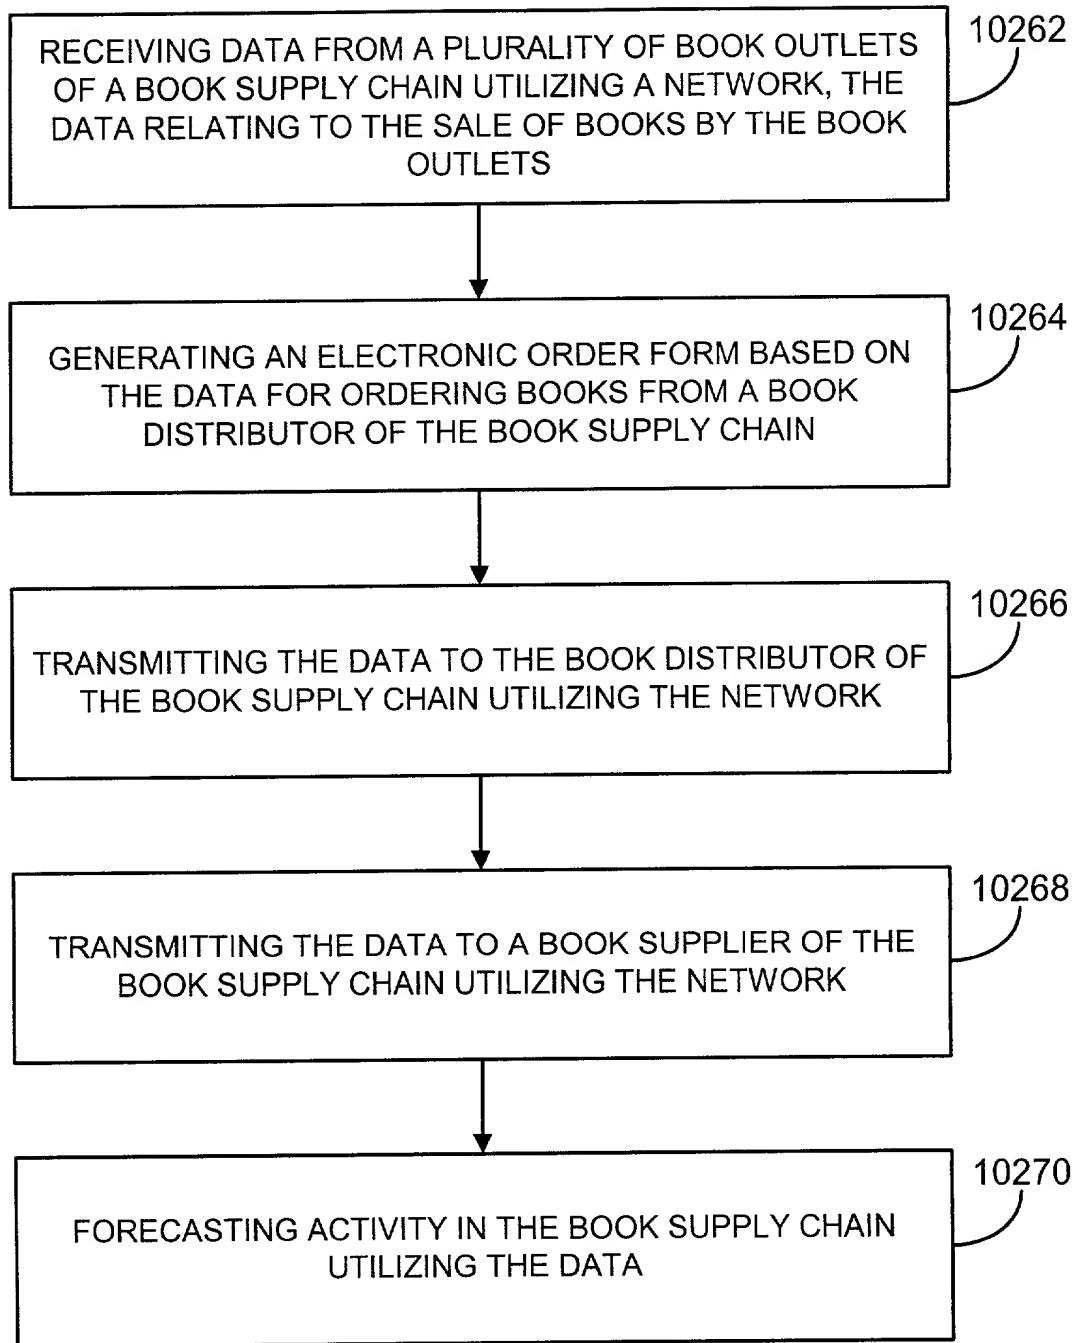 10262
RECEIVING DATA FROM A PLURALITY OF BOOK OUTLETS
OF A BOOK SUPPLY CHAIN UTILIZING A NETWORK, THE
DATA RELATING TO THE SALE OF BOOKS BY THE BOOK
OUTLETS
10264
GENERATING AN ELECTRONIC ORDER FORM BASED ON
THE DATA FOR ORDERING BOOKS FROM A BOOK
DISTRIBUTOR OF THE BOOK SUPPLY CHAIN
10266
TRANSMITTING THE DATA TO THE BOOK DISTRIBUTOR OF
THE BOOK SUPPLY CHAIN UTILIZING THE NETWORK
10268
TRANSMITTING THE DATA TO A BOOK SUPPLIER OF THE
BOOK SUPPLY CHAIN UTILIZING THE NETWORK
10270
FORECASTING ACTIVITY IN THE BOOK SUPPLY CHAIN
UTILIZING THE DATA